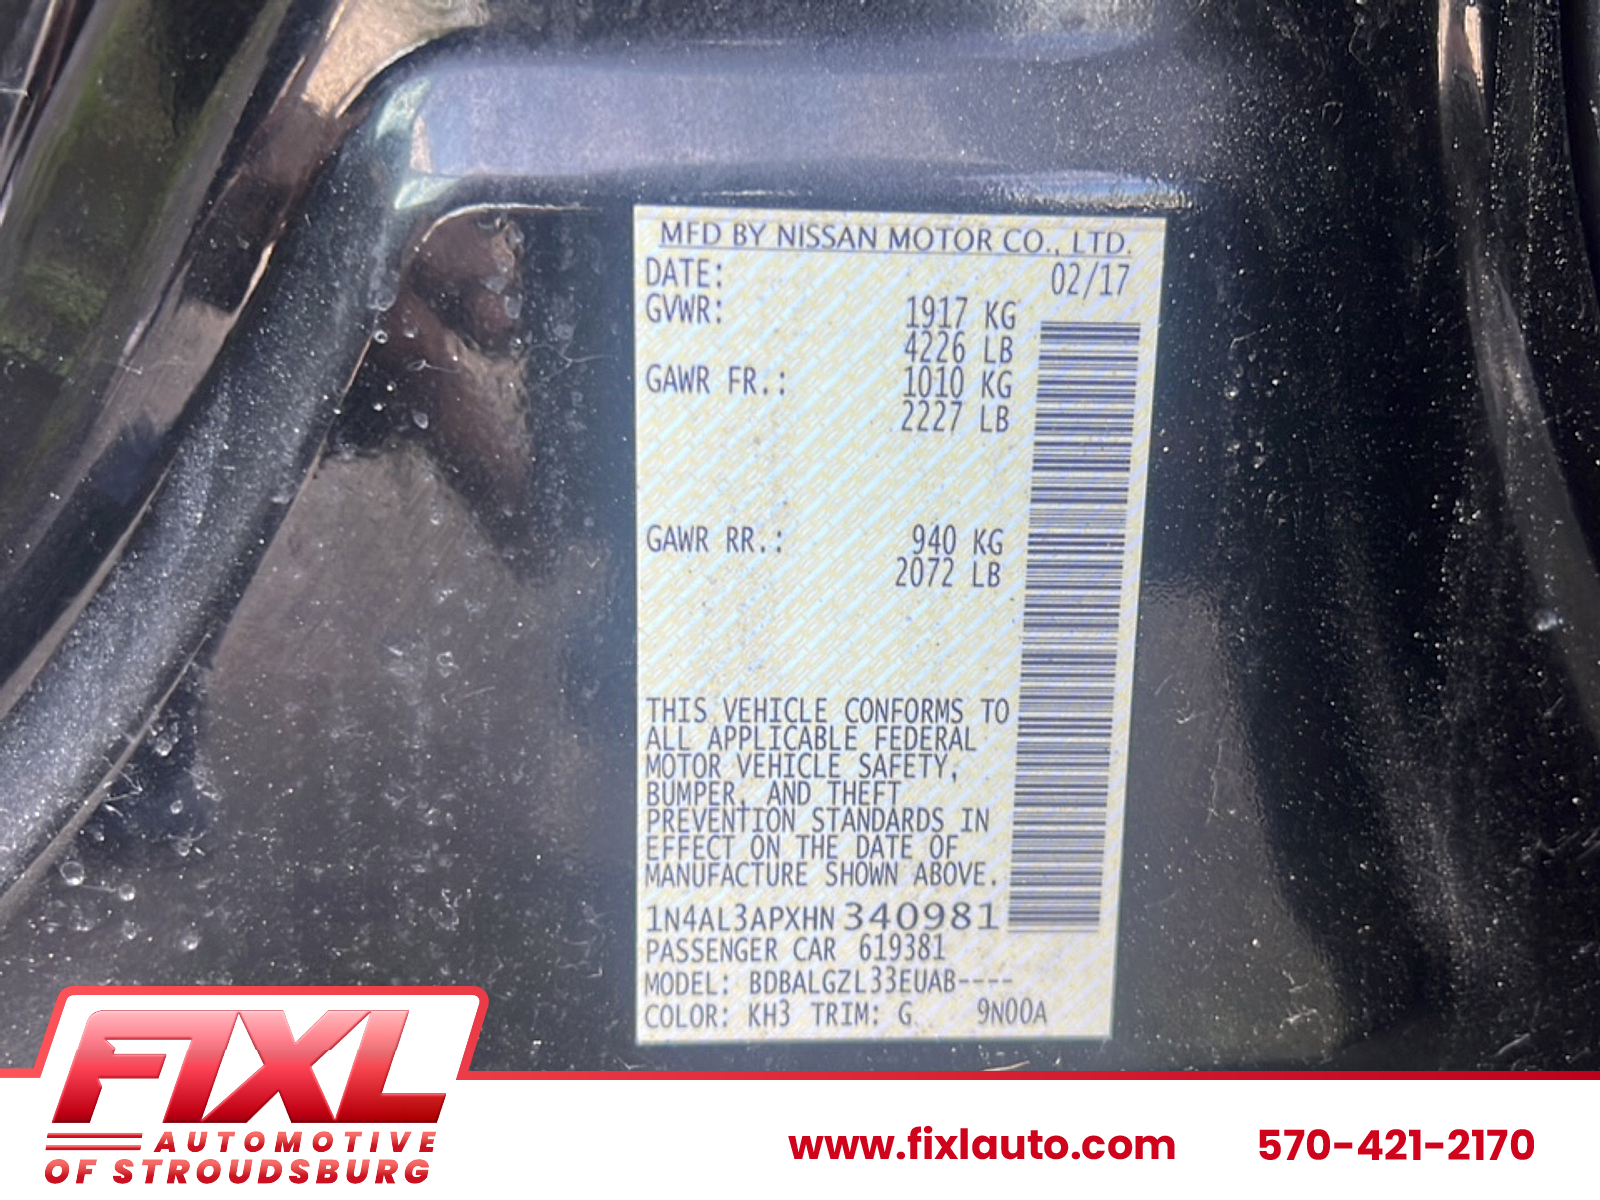 MFD BY NISSAN MOTOR CO., LTD.
DATE: 02/17
GVWR: 1917 KG
4226 LB
GAWR FR.: 1010 KG
2227 LB
GAWR RR.: 940 KG
2072 LB
THIS VEHICLE CONFORMS TO
ALL APPLICABLE FEDERAL
MOTOR VEHICLE SAFETY,
BUMPER, AND THEFT
PREVENTION STANDARDS IN
EFFECT ON THE DATE OF
MANUFACTURE SHOWN ABOVE.
1N4AL3APXHN340981
PASSENGER CAR 619381
MODEL: BDBALGZL33EUAB----
COLOR: KH3 TRIM: G 9N00A
FIXL
AUTOMOTIVE
OF STROUDSBURG
www.fixlauto.com 570-421-2170